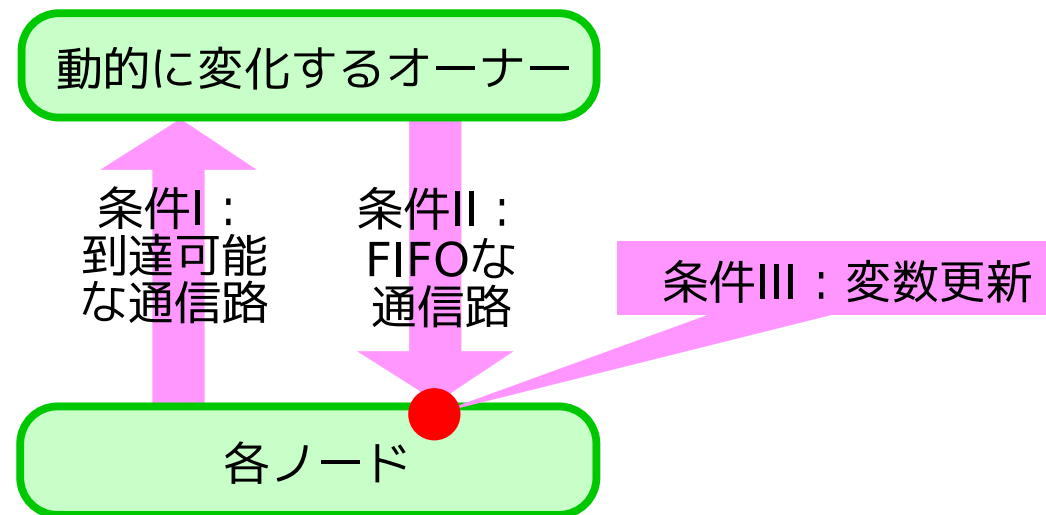 動的に変化するオーナー
条件I：
到達可能
な通信路
条件II：
FIFOな
通信路
条件III：変数更新
各ノード